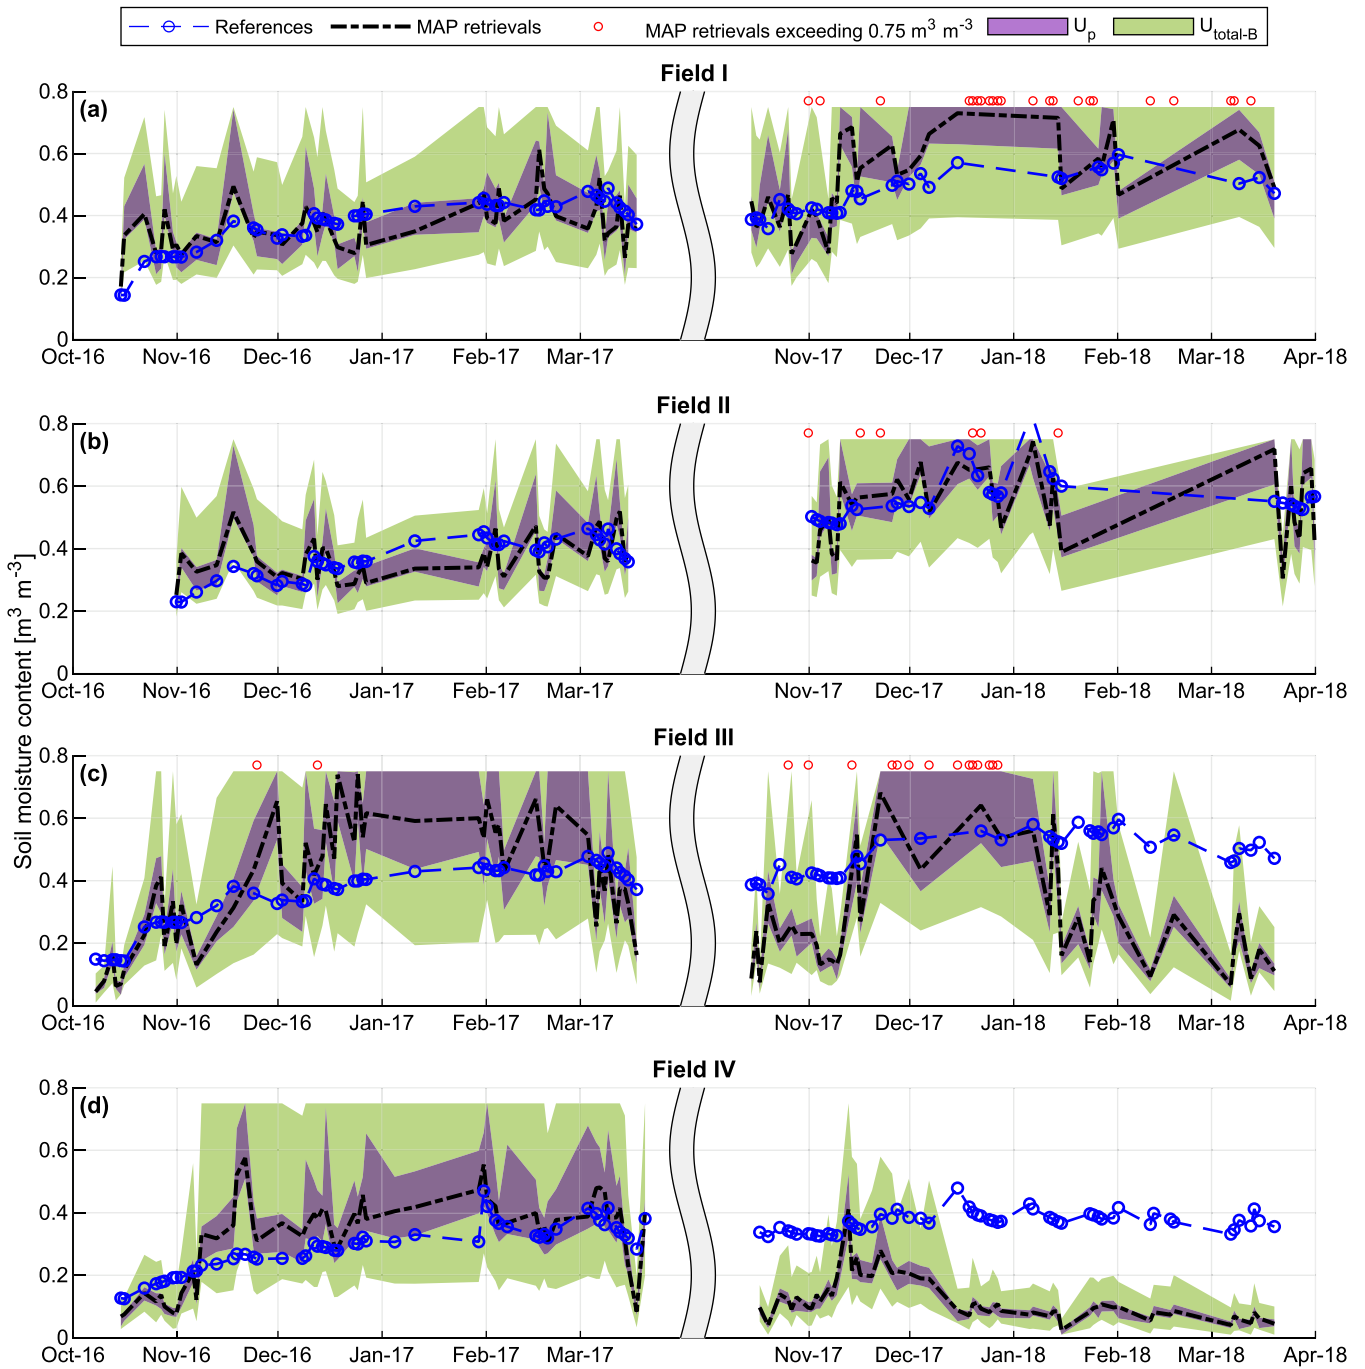 References MAP retrievals MAP retrievals exceeding 0.75 m³ m⁻³ Uₚ U_total-B
Soil moisture content [m³ m⁻³]
Field I
(a)
0.8
0.6
0.4
0.2
0
Oct-16 Nov-16 Dec-16 Jan-17 Feb-17 Mar-17 Nov-17 Dec-17 Jan-18 Feb-18 Mar-18 Apr-18
Field II
(b)
0.8
0.6
0.4
0.2
0
Oct-16 Nov-16 Dec-16 Jan-17 Feb-17 Mar-17 Nov-17 Dec-17 Jan-18 Feb-18 Mar-18 Apr-18
Field III
(c)
0.8
0.6
0.4
0.2
0
Oct-16 Nov-16 Dec-16 Jan-17 Feb-17 Mar-17 Nov-17 Dec-17 Jan-18 Feb-18 Mar-18 Apr-18
Field IV
(d)
0.8
0.6
0.4
0.2
0
Oct-16 Nov-16 Dec-16 Jan-17 Feb-17 Mar-17 Nov-17 Dec-17 Jan-18 Feb-18 Mar-18 Apr-18